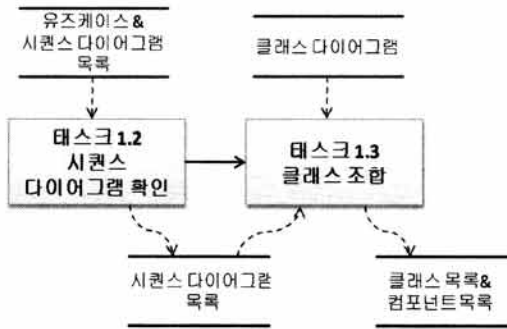 유즈케이스 &
시퀀스 다이어그램
목록
클래스 다이어그램
태스크 1.2
시퀀스
다이어그램 확인
태스크 1.3
클래스 조합
시퀀스 다이어그램
목록
클래스 목록&
컴포넌트목록